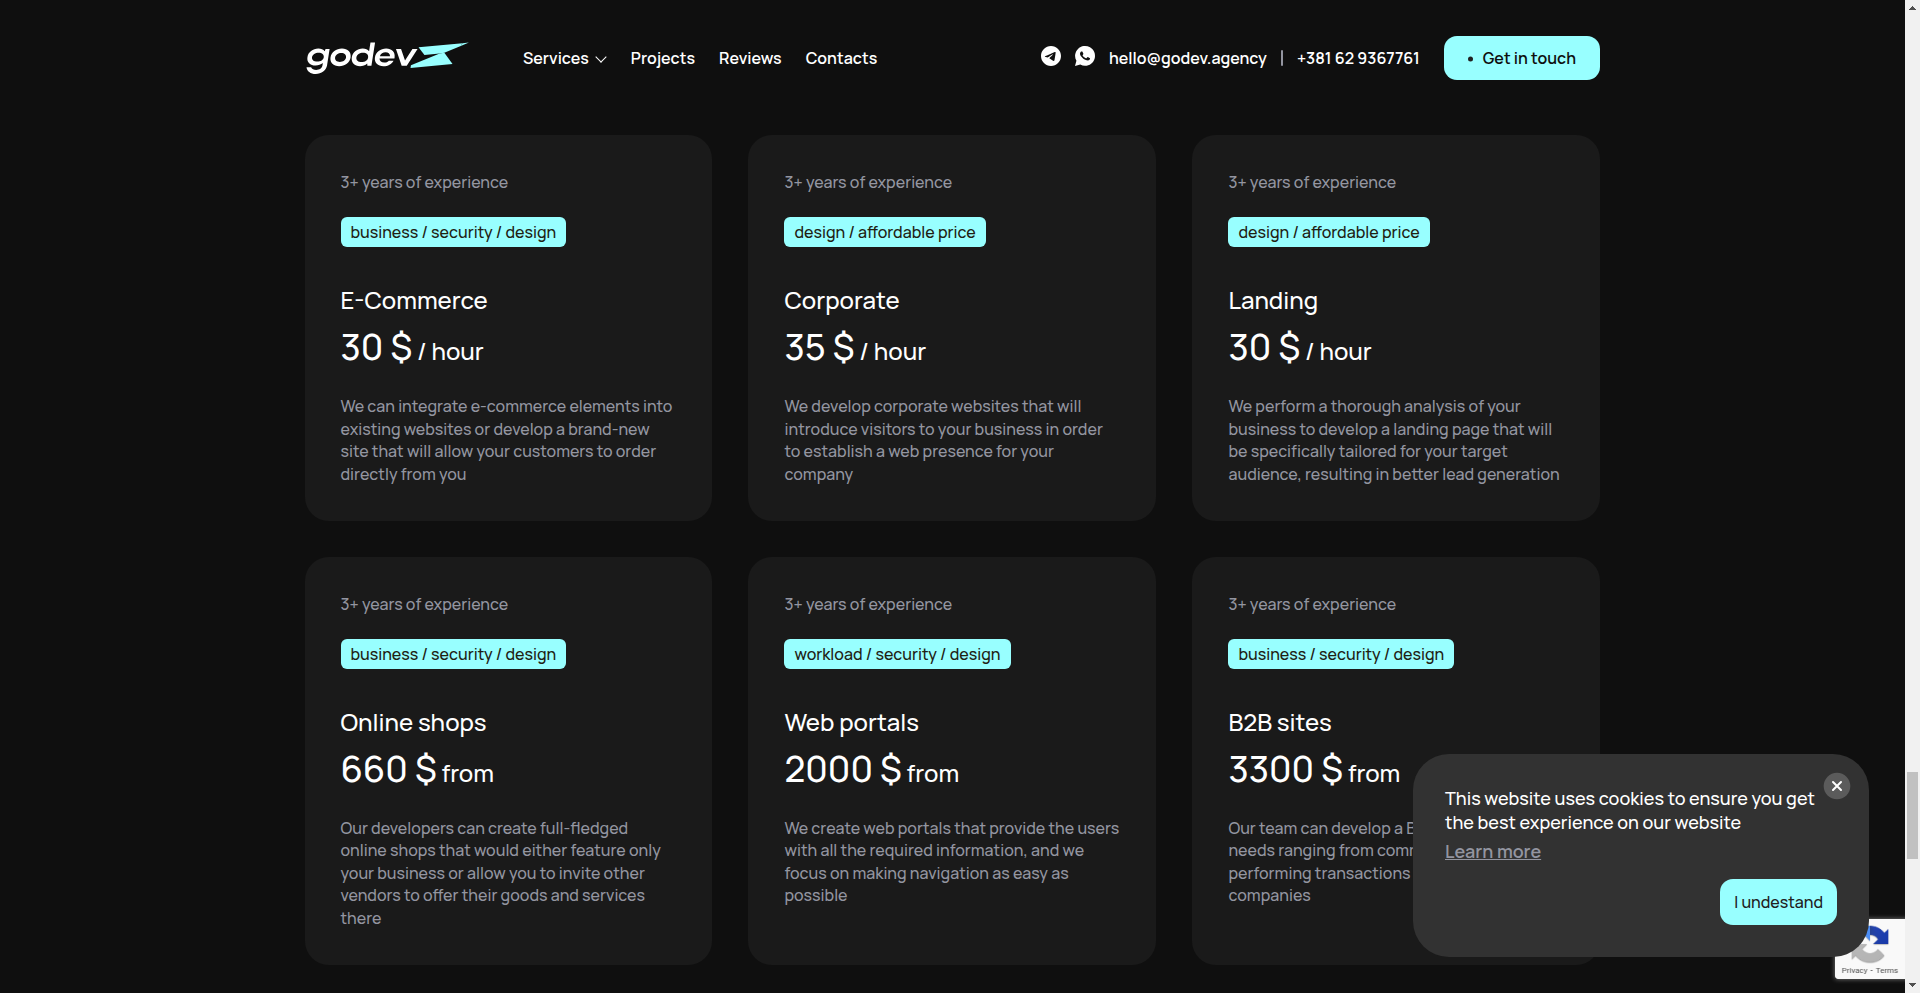 godev
Services
Projects
Reviews
Contacts
hello@godev.agency | +381 62 9367761
• Get in touch
3+ years of experience
business / security / design
E-Commerce
30 $ / hour
We can integrate e-commerce elements into
existing websites or develop a brand-new
site that will allow your customers to order
directly from you
3+ years of experience
design / affordable price
Corporate
35 $ / hour
We develop corporate websites that will
introduce visitors to your business in order
to establish a web presence for your
company
3+ years of experience
design / affordable price
Landing
30 $ / hour
We perform a thorough analysis of your
business to develop a landing page that will
be specifically tailored for your target
audience, resulting in better lead generation
3+ years of experience
business / security / design
Online shops
660 $ from
Our developers can create full-fledged
online shops that would either feature only
your business or allow you to invite other
vendors to offer their goods and services
there
3+ years of experience
workload / security / design
Web portals
2000 $ from
We create web portals that provide the users
with all the required information, and we
focus on making navigation as easy as
possible
3+ years of experience
business / security / design
B2B sites
3300 $ from
Our team can develop a
needs ranging from
performing transactions
companies
This website uses cookies to ensure you get
the best experience on our website
Learn more
I undestand
Privacy - Terms